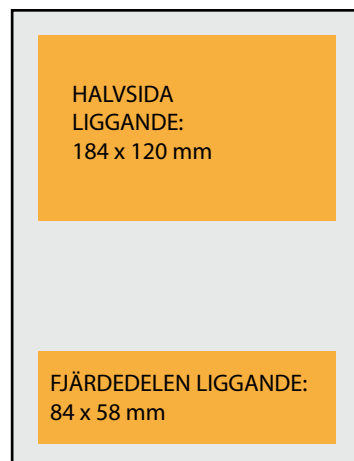 HALVSIDA
LIGGANDE:
184 x 120 mm
FJÄRDEDELEN LIGGANDE:
84 x 58 mm